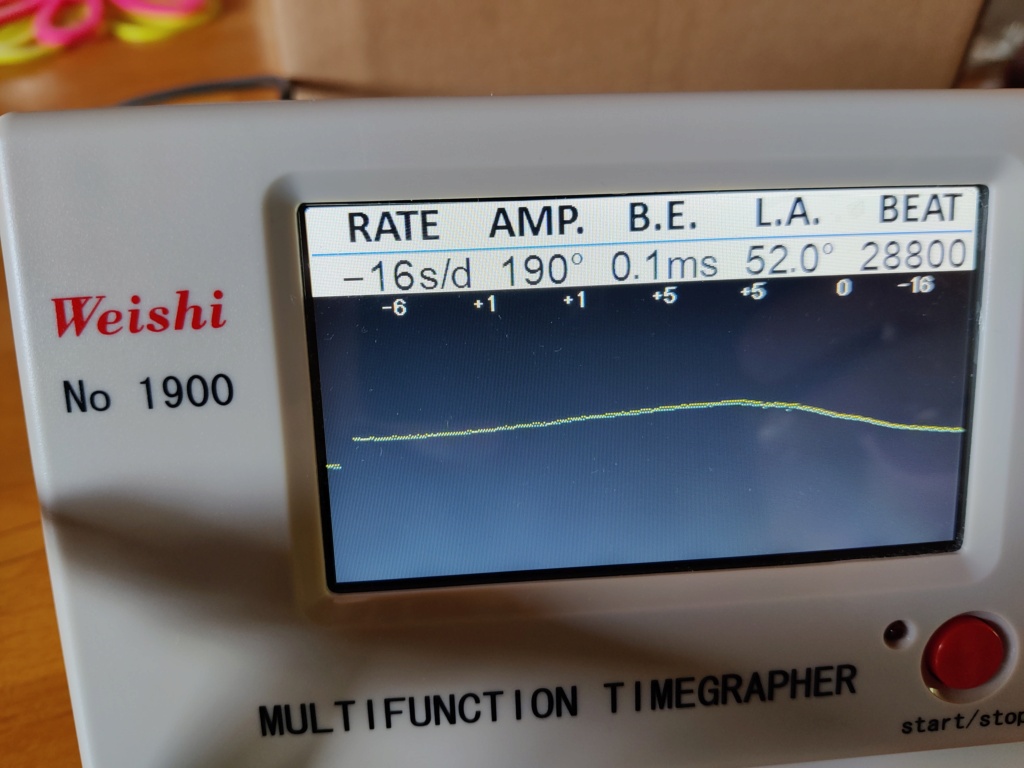 RATE AMP. B.E. L.A. BEAT
-16s/d 190° 0.1ms 52.0° 28800
-6 +1 +1 +5 +5 0 -16
Weishi
No 1900
MULTIFUNCTION TIMEGRAPHER
start/stop